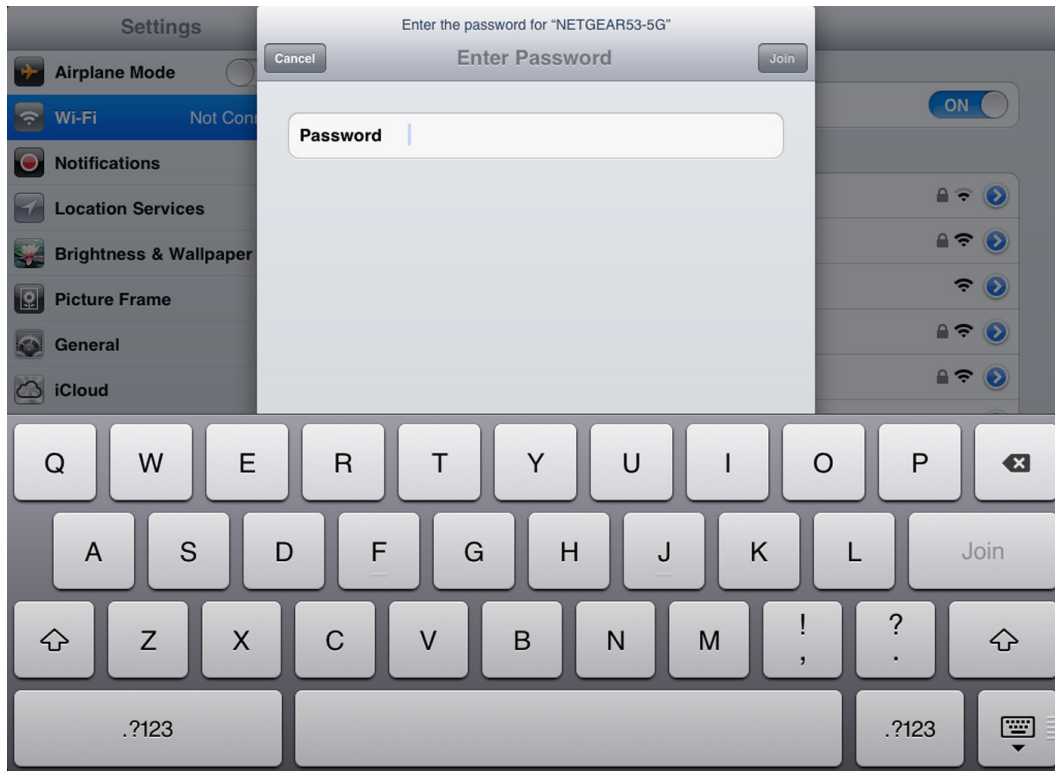 Settings
Airplane Mode
Wi-Fi Not Conn
Notifications
Location Services
Brightness & Wallpaper
Picture Frame
General
iCloud
Enter the password for “NETGEAR53-5G”
Cancel Enter Password Join
Password
ON
Q W E R T Y U I O P
A S D F G H J K L Join
Z X C V B N M ! , ? .
.?123 .?123